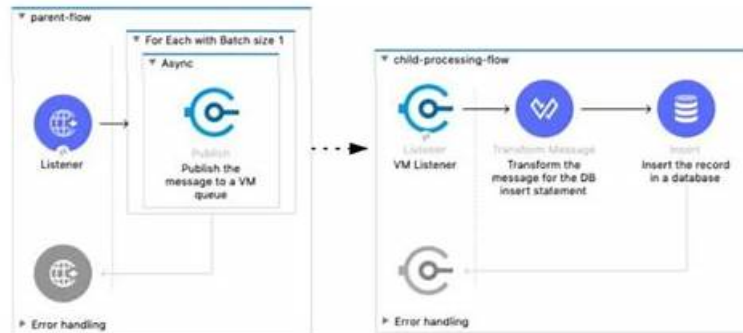 parent-flow
For Each with Batch size 1
Async
Listener
Publish
Publish the
message to a VM
queue
Error handling
child-processing-flow
Listener
VM Listener
Transform Message
Transform the
message for the DB
insert statement
Insert
Insert the record
in a database
Error handling